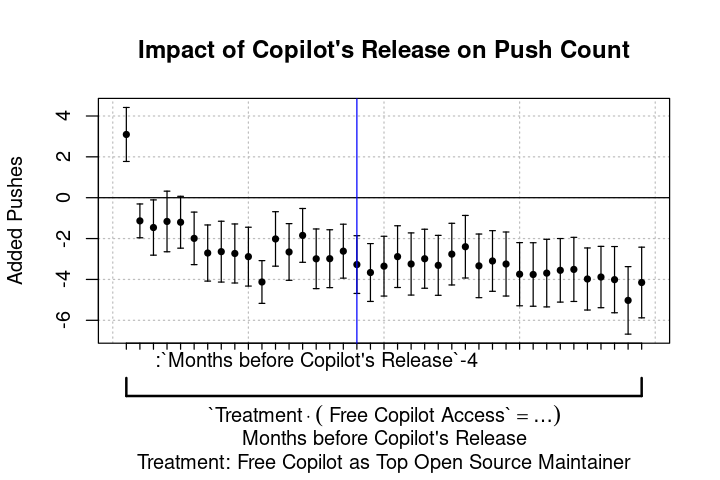 Impact of Copilot's Release on Push Count
Added Pushes
4
2
0
-2
-4
-6
:`Months before Copilot's Release`-4
`Treatment · ( Free Copilot Access` = …)
Months before Copilot's Release
Treatment: Free Copilot as Top Open Source Maintainer